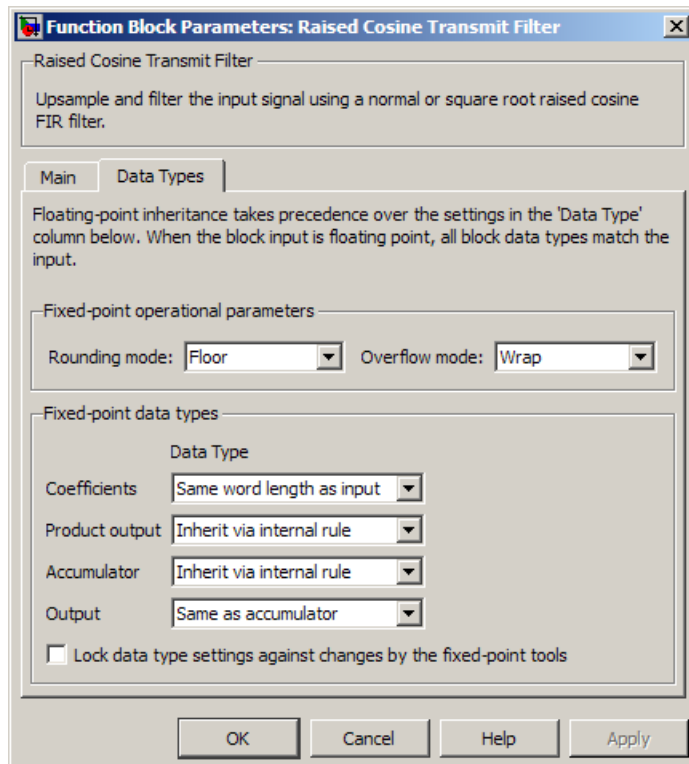 Function Block Parameters: Raised Cosine Transmit Filter
Raised Cosine Transmit Filter
Upsample and filter the input signal using a normal or square root raised cosine
FIR filter.
Main Data Types
Floating-point inheritance takes precedence over the settings in the 'Data Type'
column below. When the block input is floating point, all block data types match the
input.
Fixed-point operational parameters
Rounding mode: Floor Overflow mode: Wrap
Fixed-point data types
Data Type
Coefficients Same word length as input
Product output Inherit via internal rule
Accumulator Inherit via internal rule
Output Same as accumulator
Lock data type settings against changes by the fixed-point tools
OK Cancel Help Apply